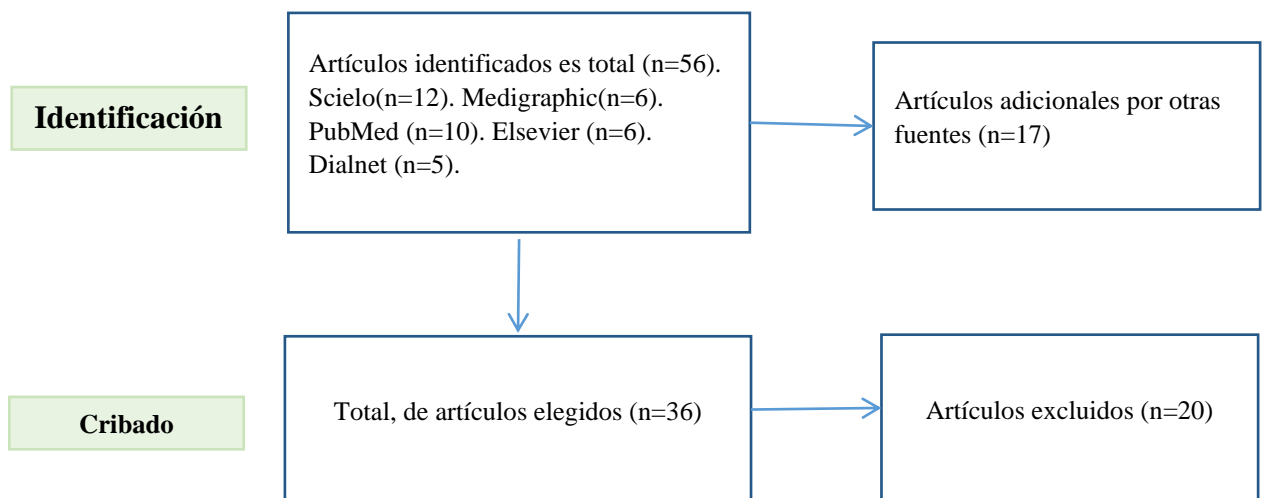 Identificación
Artículos identificados es total (n=56).
Scielo(n=12). Medigraphic(n=6).
PubMed (n=10). Elsevier (n=6).
Dialnet (n=5).
Artículos adicionales por otras
fuentes (n=17)
Cribado
Total, de artículos elegidos (n=36)
Artículos excluidos (n=20)